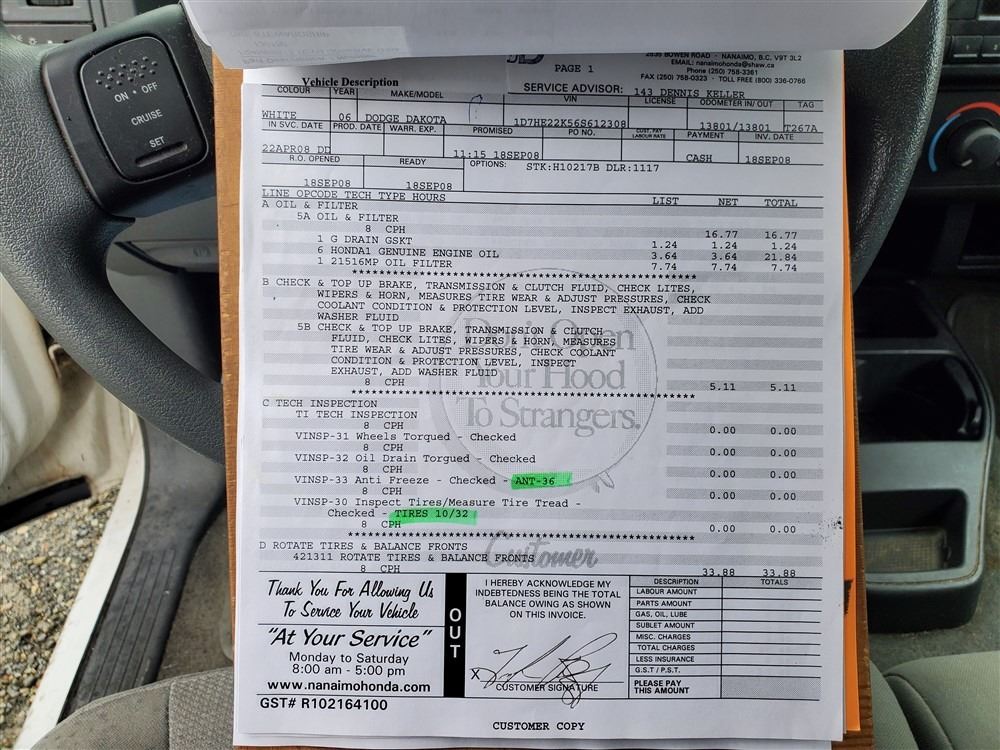 ON • OFF
CRUISE
SET
2835 BOWEN ROAD · NANAIMO, B.C. V9T 3L2
EMAIL: nanaimohonda@shaw.ca
Phone (250) 758-3361
FAX (250) 758-0323 · TOLL FREE (800) 336-0766
PAGE 1
Vehicle Description
SERVICE ADVISOR: 143 DENNIS KELLER
COLOUR YEAR MAKE/MODEL VIN LICENSE ODOMETER IN/OUT TAG
WHITE 06 DODGE DAKOTA 1D7HE22K56S612308 13801/13801 T267A
IN SVC. DATE PROD. DATE WARR. EXP. PROMISED PO NO. CUST. PAY LABOUR RATE PAYMENT INV. DATE
22APR08 DD 11:15 18SEP08 CASH 18SEP08
R.O. OPENED READY OPTIONS: STK:H10217B DLR:1117
18SEP08 18SEP08
LINE OPCODE TECH TYPE HOURS LIST NET TOTAL
A OIL & FILTER
5A OIL & FILTER
8 CPH 16.77 16.77
1 G DRAIN GSKT 1.24 1.24 1.24
6 HONDA1 GENUINE ENGINE OIL 3.64 3.64 21.84
1 21516MP OIL FILTER 7.74 7.74 7.74
B CHECK & TOP UP BRAKE, TRANSMISSION & CLUTCH FLUID, CHECK LITES,
WIPERS & HORN, MEASURES TIRE WEAR & ADJUST PRESSURES, CHECK
COOLANT CONDITION & PROTECTION LEVEL, INSPECT EXHAUST, ADD
WASHER FLUID
5B CHECK & TOP UP BRAKE, TRANSMISSION & CLUTCH
FLUID, CHECK LITES, WIPERS & HORN, MEASURES
TIRE WEAR & ADJUST PRESSURES, CHECK COOLANT
CONDITION & PROTECTION LEVEL, INSPECT
EXHAUST, ADD WASHER FLUID
8 CPH 5.11 5.11
Don't Open
Your Hood
To Strangers.
C TECH INSPECTION
TI TECH INSPECTION
8 CPH 0.00 0.00
VINSP-31 Wheels Torqued - Checked
8 CPH 0.00 0.00
VINSP-32 Oil Drain Torgued - Checked
8 CPH 0.00 0.00
VINSP-33 Anti Freeze - Checked - ANT-36
8 CPH 0.00 0.00
VINSP-30 Inspect Tires/Measure Tire Tread -
Checked - TIRES 10/32
8 CPH 0.00 0.00
D ROTATE TIRES & BALANCE FRONTS
421311 ROTATE TIRES & BALANCE FRONTS
8 CPH 33.88 33.88
Customer
Thank You For Allowing Us
To Service Your Vehicle
"At Your Service"
Monday to Saturday
8:00 am - 5:00 pm
www.nanaimohonda.com
GST# R102164100
OUT
I HEREBY ACKNOWLEDGE MY
INDEBTEDNESS BEING THE TOTAL
BALANCE OWING AS SHOWN
ON THIS INVOICE.
X
CUSTOMER SIGNATURE
DESCRIPTION TOTALS
LABOUR AMOUNT
PARTS AMOUNT
GAS, OIL, LUBE
SUBLET AMOUNT
MISC. CHARGES
TOTAL CHARGES
LESS INSURANCE
G.S.T / P.S.T.
PLEASE PAY
THIS AMOUNT
CUSTOMER COPY